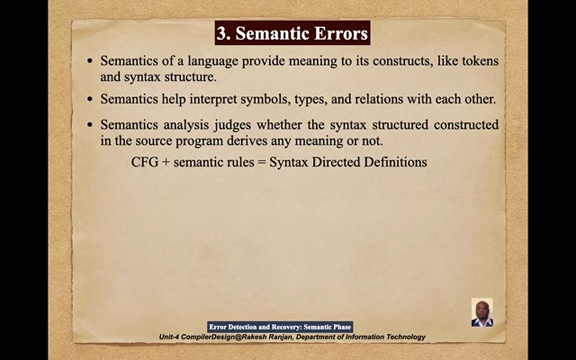 3. Semantic Errors
• Semantics of a language provide meaning to its constructs, like tokens
and syntax structure.
• Semantics help interpret symbols, types, and relations with each other.
• Semantics analysis judges whether the syntax structured constructed
in the source program derives any meaning or not.
CFG + semantic rules = Syntax Directed Definitions
Error Detection and Recovery: Semantic Phase
Unit-4 CompilerDesign@Rakesh Ranjan, Department of Information Technology